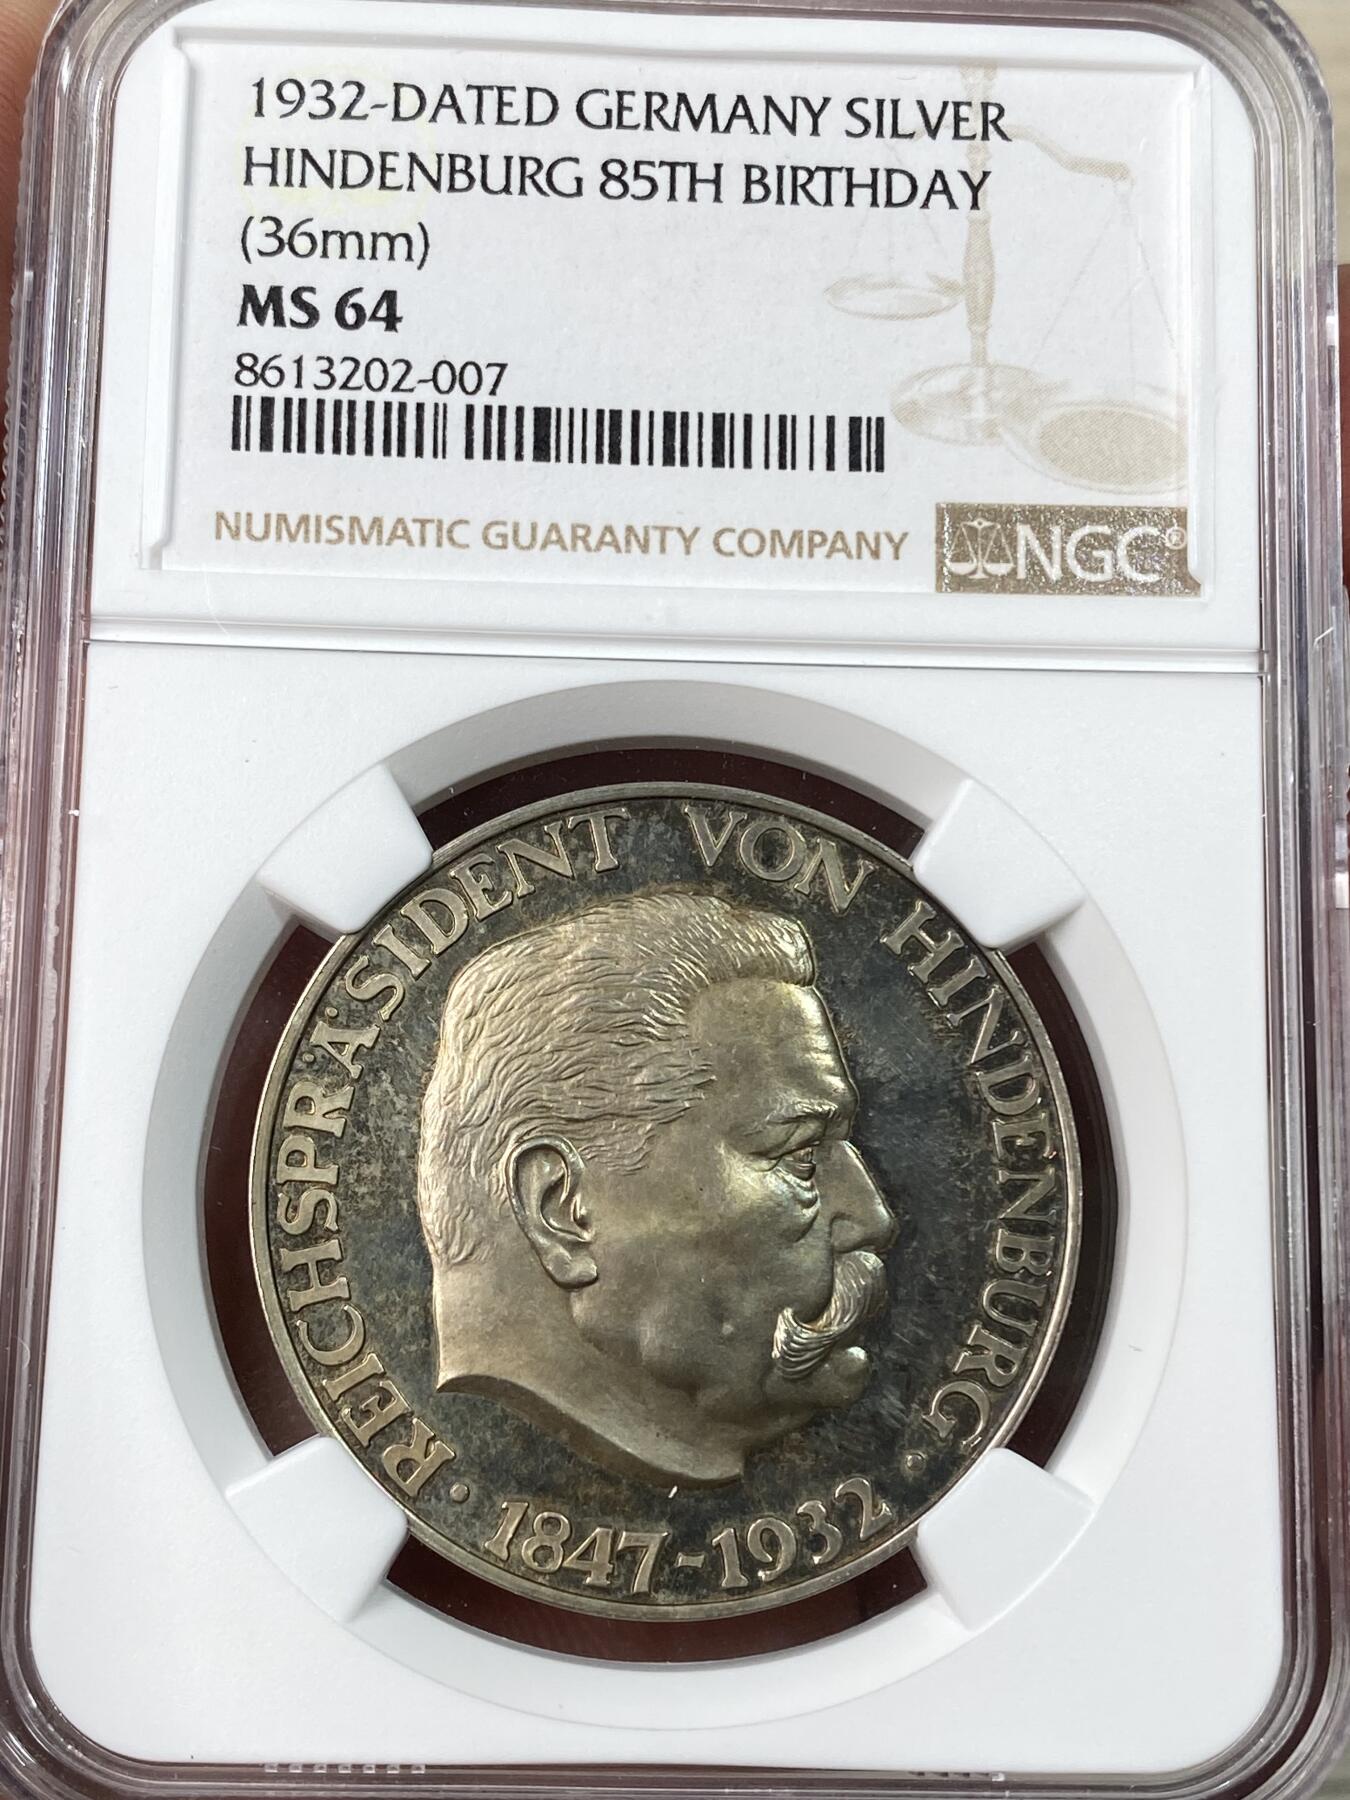 1932-DATED GERMANY SILVER
HINDENBURG 85TH BIRTHDAY
(36mm)
MS 64
8613202-007
NUMISMATIC GUARANTY COMPANY
NGC®
· REICHSPRÄSIDENT VON HINDENBURG ·
1847-1932